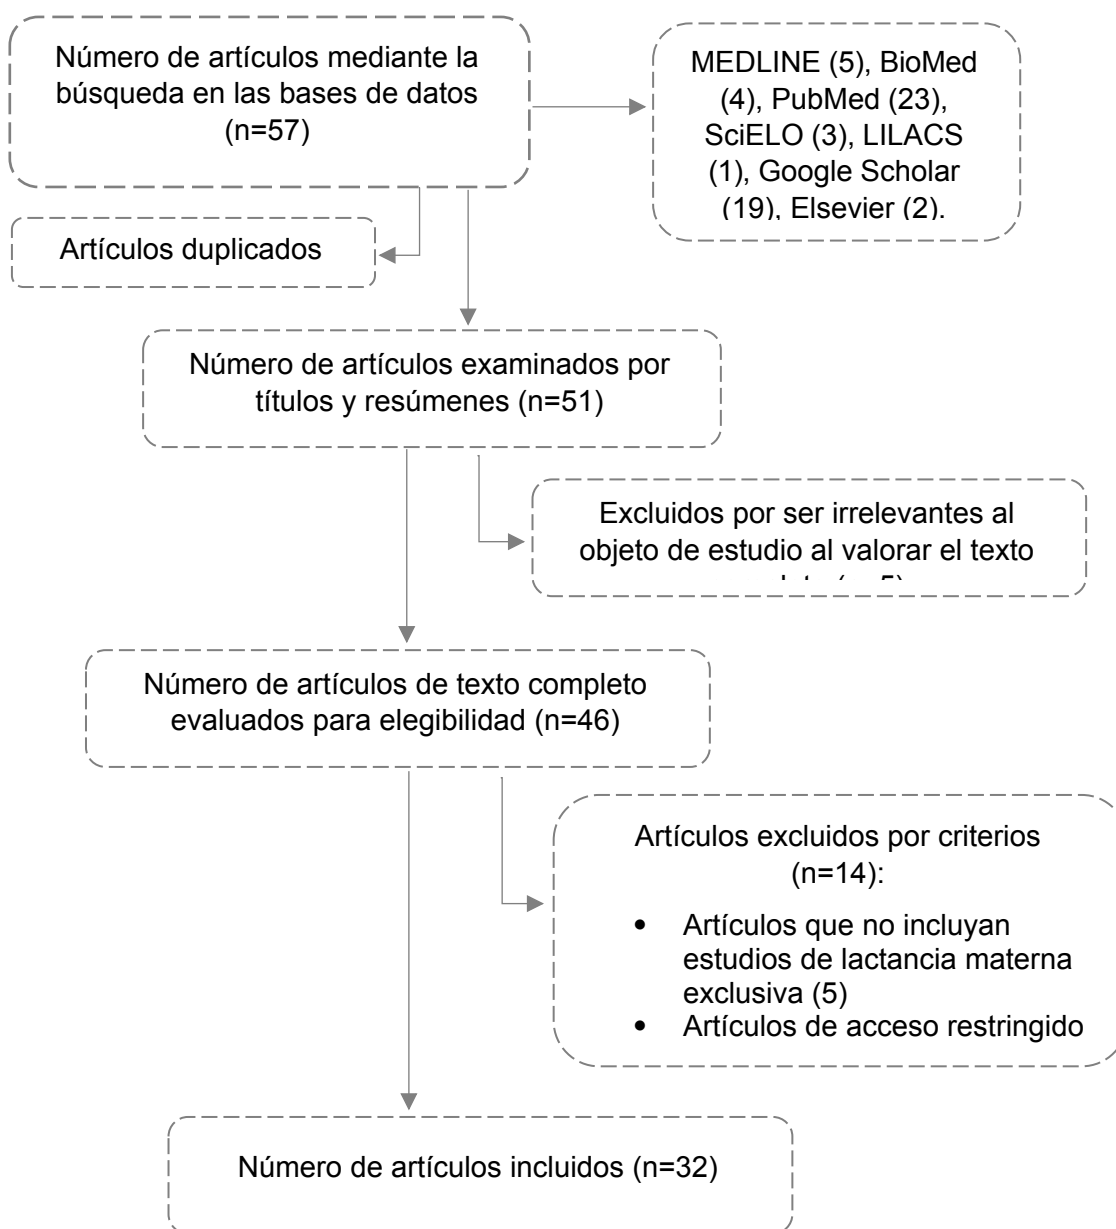 Número de artículos mediante la
búsqueda en las bases de datos
(n=57)
MEDLINE (5), BioMed
(4), PubMed (23),
SciELO (3), LILACS
(1), Google Scholar
(19), Elsevier (2).
Artículos duplicados
Número de artículos examinados por
títulos y resúmenes (n=51)
Excluidos por ser irrelevantes al
objeto de estudio al valorar el texto
Número de artículos de texto completo
evaluados para elegibilidad (n=46)
Artículos excluidos por criterios
(n=14):
• Artículos que no incluyan
estudios de lactancia materna
exclusiva (5)
• Artículos de acceso restringido
Número de artículos incluidos (n=32)